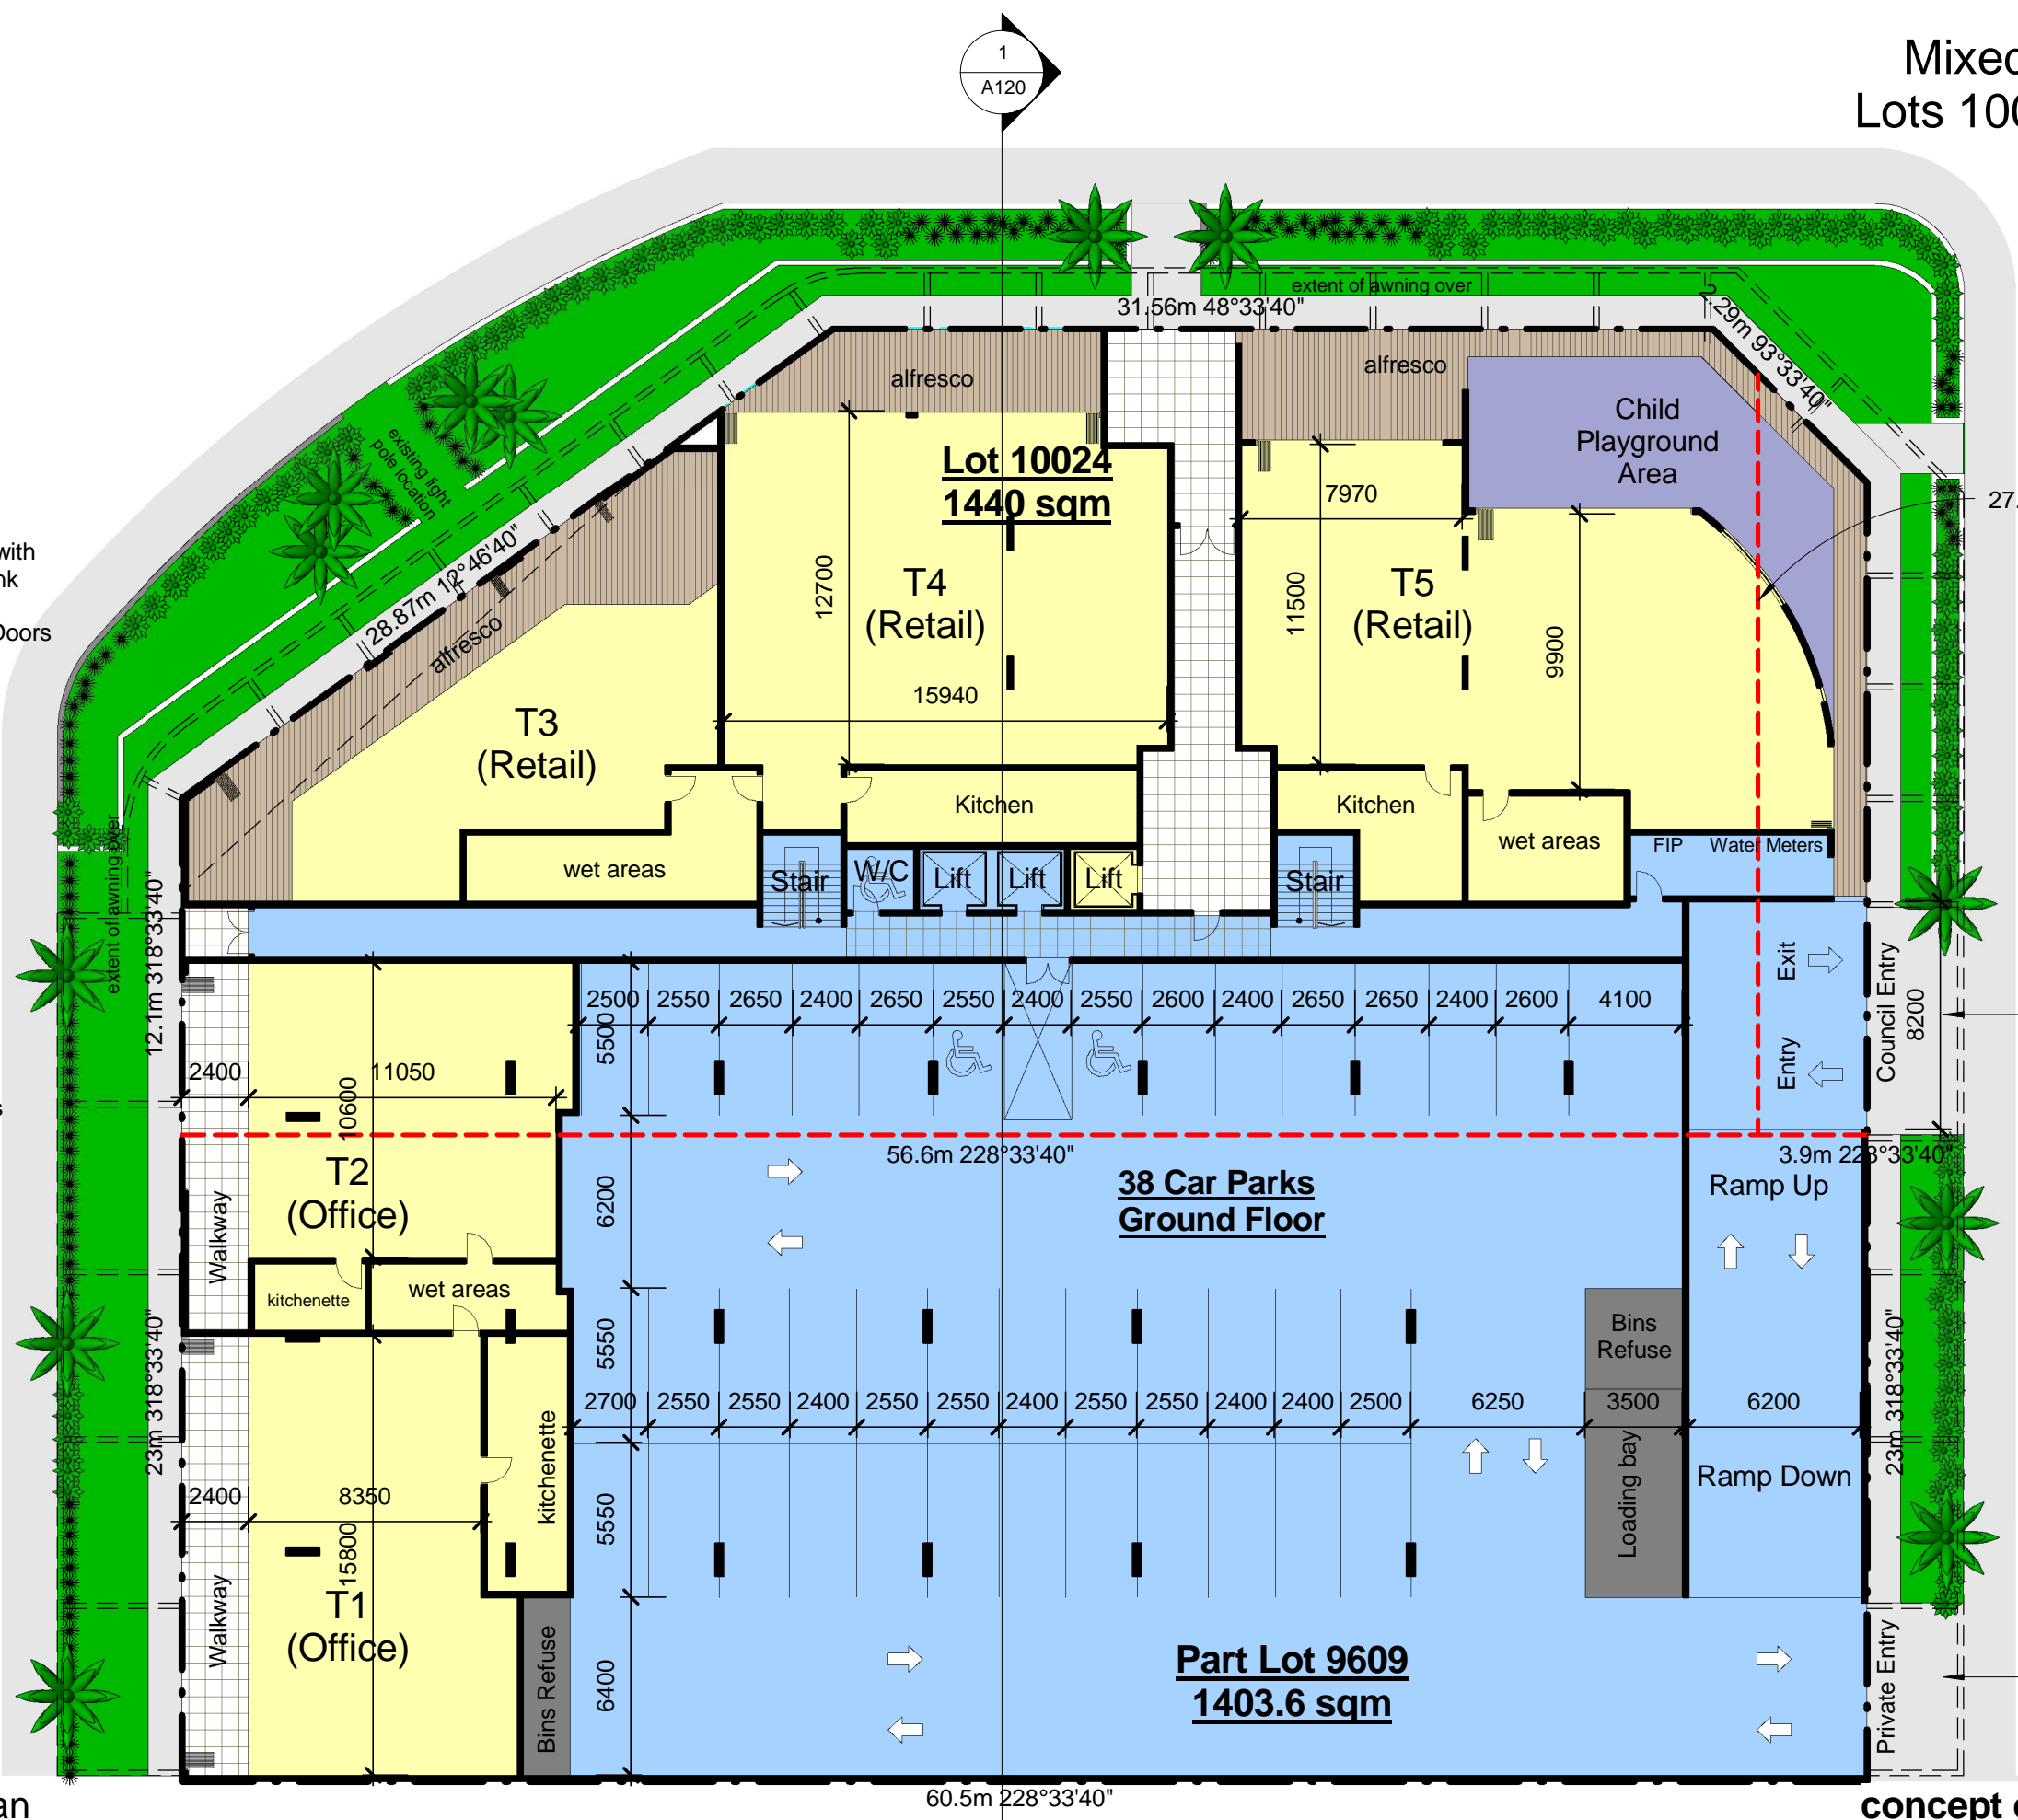 1
A120
Mixed
Lots 100
with
nk
Doors
extent of awning over
31.56m 48°33'40"
2.29m 93°33'40"
alfresco
alfresco
Child
Playground
Area
existing light
pole location
Lot 10024
1440 sqm
7970
27.
28.87m 12°46'40"
alfresco
12700
T4
(Retail)
11500
T5
(Retail)
9900
15940
T3
(Retail)
Kitchen
Kitchen
wet areas
wet areas
FIP
Water Meters
Stair
W/C
Lift
Lift
Lift
Stair
extent of awning over
12.1m 318°33'40"
Exit
Entry
Council Entry
8200
2500
2550
2650
2400
2650
2550
2400
2550
2600
2400
2650
2650
2400
2600
4100
5500
2400
11050
10600
56.6m 228°33'40"
3.9m 228°33'40"
38 Car Parks
Ground Floor
Ramp Up
T2
(Office)
6200
Walkway
kitchenette
wet areas
Bins
Refuse
5550
23m 318°33'40"
23m 318°33'40"
2700
2550
2550
2400
2550
2550
2400
2550
2550
2400
2400
2500
6250
3500
6200
kitchenette
Loading bay
Ramp Down
2400
8350
15800
5550
T1
(Office)
Walkway
Bins Refuse
6400
Part Lot 9609
1403.6 sqm
Private Entry
60.5m 228°33'40"
an
concept